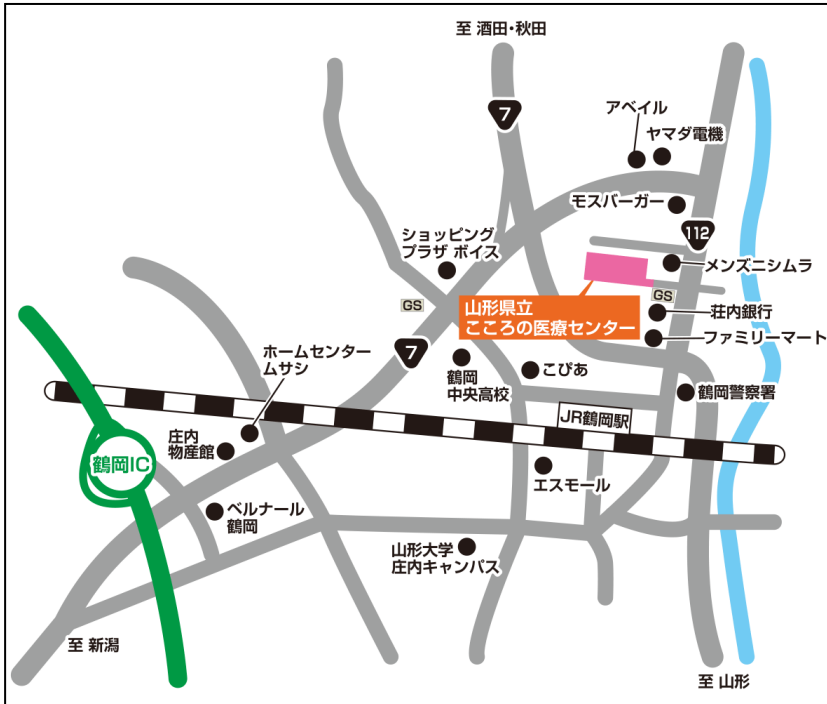 至 酒田・秋田
7
アベイル
ヤマダ電機
モスバーガー
112
ショッピング
プラザ ボイス
メンズニシムラ
GS
GS
山形県立
こころの医療センター
荘内銀行
ファミリーマート
7
ホームセンター
ムサシ
鶴岡
中央高校
こぴあ
鶴岡警察署
JR鶴岡駅
庄内
物産館
鶴岡IC
エスモール
ベルナール
鶴岡
山形大学
庄内キャンパス
至 新潟
至 山形